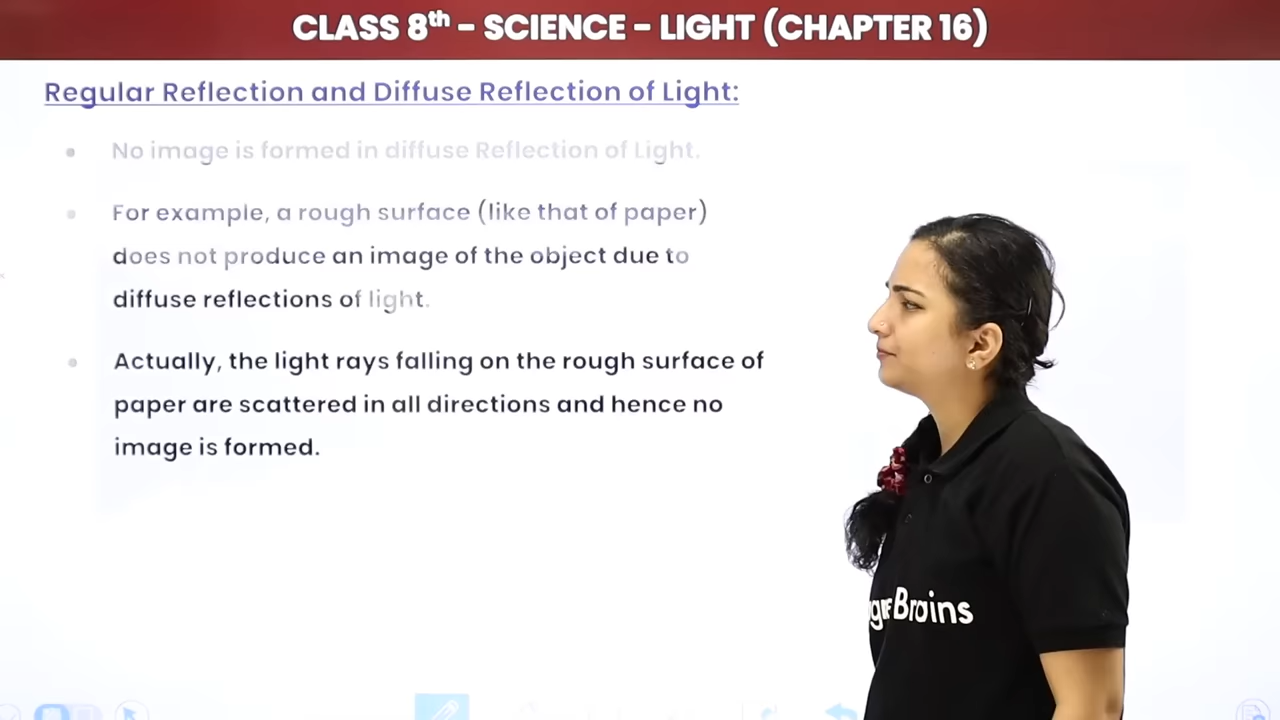 CLASS 8th – SCIENCE – LIGHT (CHAPTER 16)
Regular Reflection and Diffuse Reflection of Light:
• No image is formed in diffuse Reflection of Light.
• For example, a rough surface (like that of paper)
does not produce an image of the object due to
diffuse reflections of light.
• Actually, the light rays falling on the rough surface of
paper are scattered in all directions and hence no
image is formed.
Brains